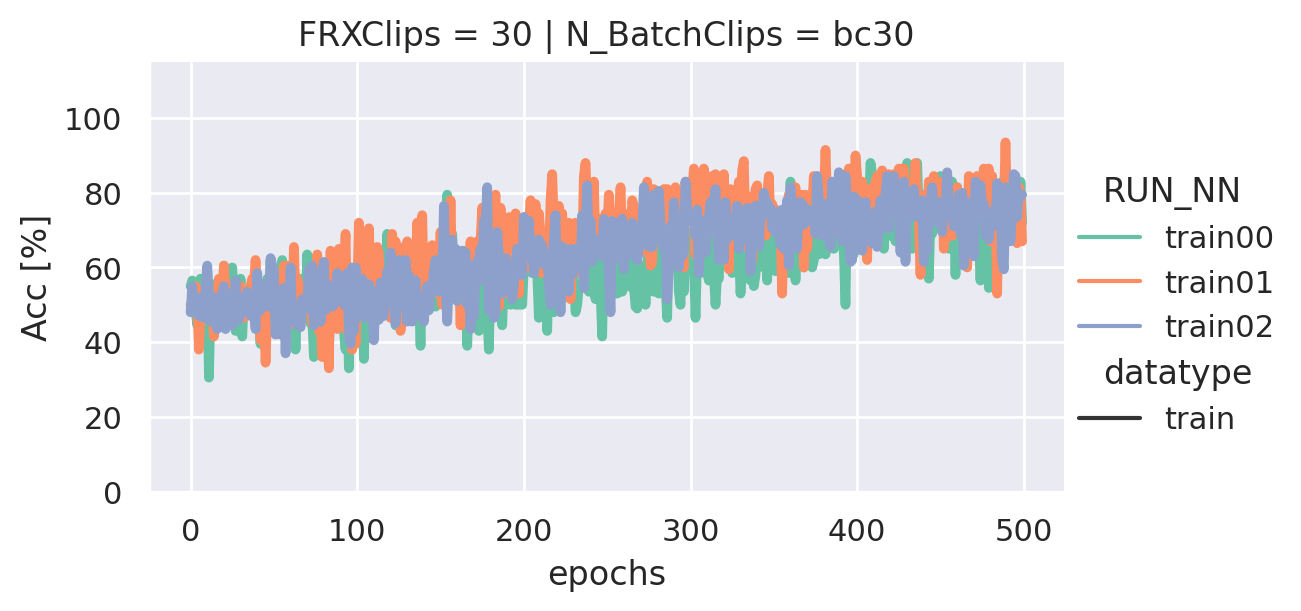 FRXClips = 30 | N_BatchClips = bc30
Acc [%]
100
80
60
40
20
0
0 100 200 300 400 500
epochs
RUN_NN
train00
train01
train02
datatype
train